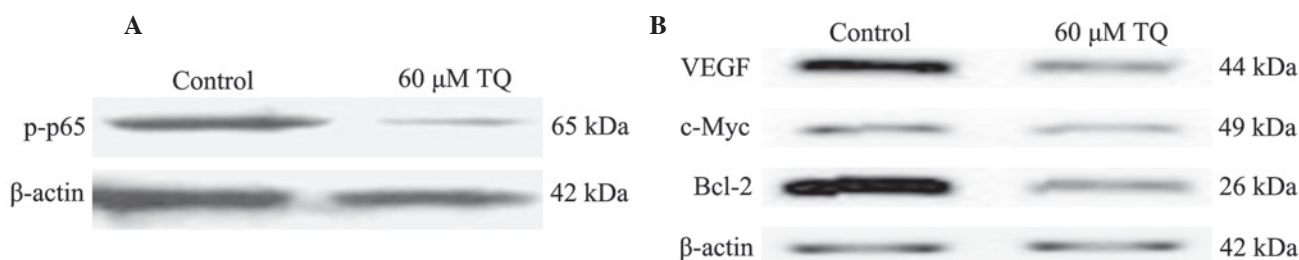 A
Control 60 μM TQ
p-p65 65 kDa
β-actin 42 kDa
B
Control 60 μM TQ
VEGF 44 kDa
c-Myc 49 kDa
Bcl-2 26 kDa
β-actin 42 kDa